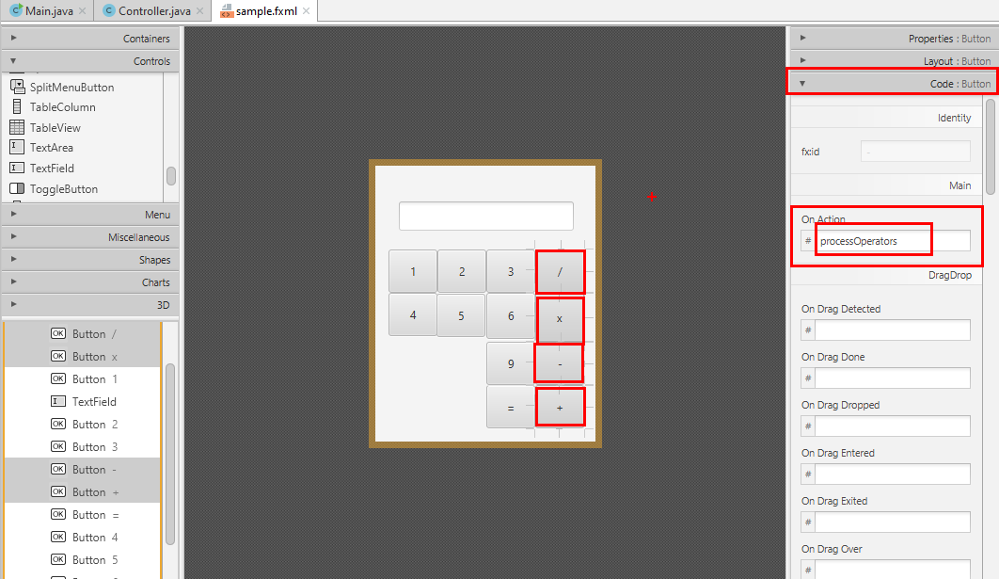 Main.java
Controller.java
sample.fxml
Containers
Controls
SplitMenuButton
TableColumn
TableView
TextArea
TextField
ToggleButton
Menu
Miscellaneous
Shapes
Charts
3D
OK Button /
OK Button x
OK Button 1
TextField
OK Button 2
OK Button 3
OK Button -
OK Button +
OK Button =
OK Button 4
OK Button 5
1 2 3 /
4 5 6 x
9 -
= +
Properties : Button
Layout : Button
Code : Button
Identity
fx:id -
Main
On Action
# processOperators
DragDrop
On Drag Detected
#
On Drag Done
#
On Drag Dropped
#
On Drag Entered
#
On Drag Exited
#
On Drag Over
#